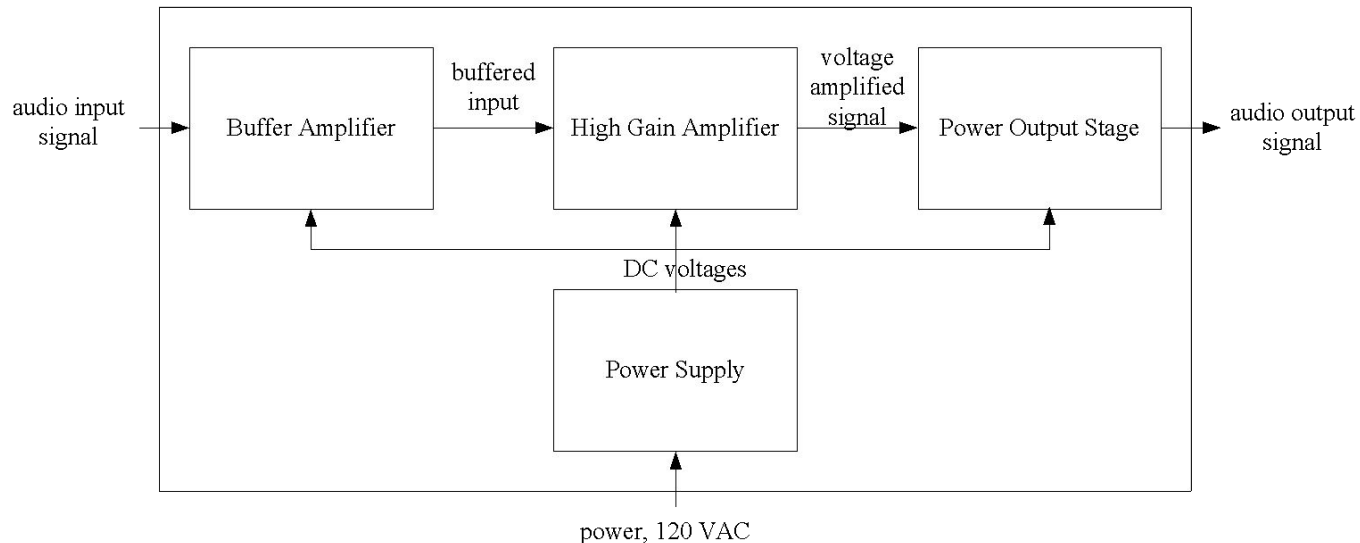 audio input
signal
Buffer Amplifier
buffered
input
High Gain Amplifier
voltage
amplified
signal
Power Output Stage
audio output
signal
DC voltages
Power Supply
power, 120 VAC